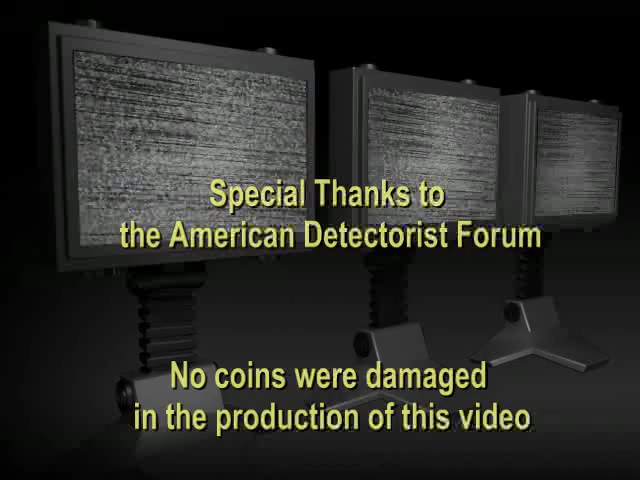 Special Thanks to
the American Detectorist Forum
No coins were damaged
in the production of this video